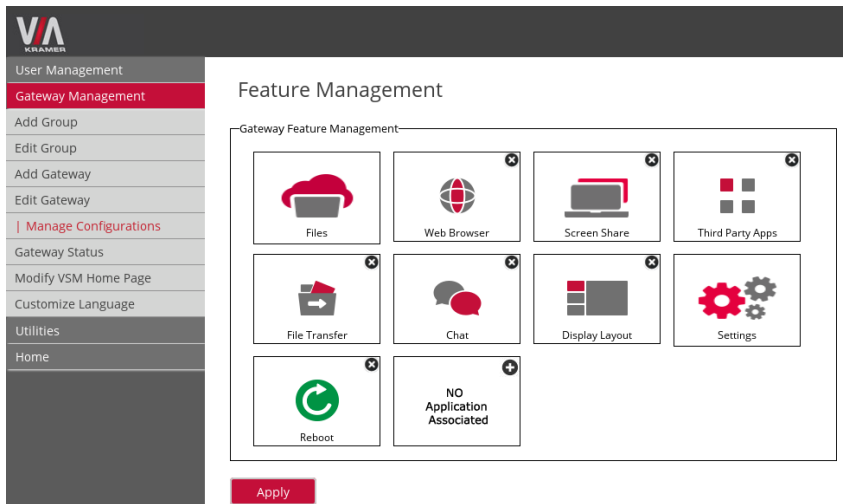 VIA
KRAMER
User Management
Gateway Management
Add Group
Edit Group
Add Gateway
Edit Gateway
| Manage Configurations
Gateway Status
Modify VSM Home Page
Customize Language
Utilities
Home
Feature Management
Gateway Feature Management
Files
Web Browser
Screen Share
Third Party Apps
File Transfer
Chat
Display Layout
Settings
Reboot
NO
Application
Associated
Apply